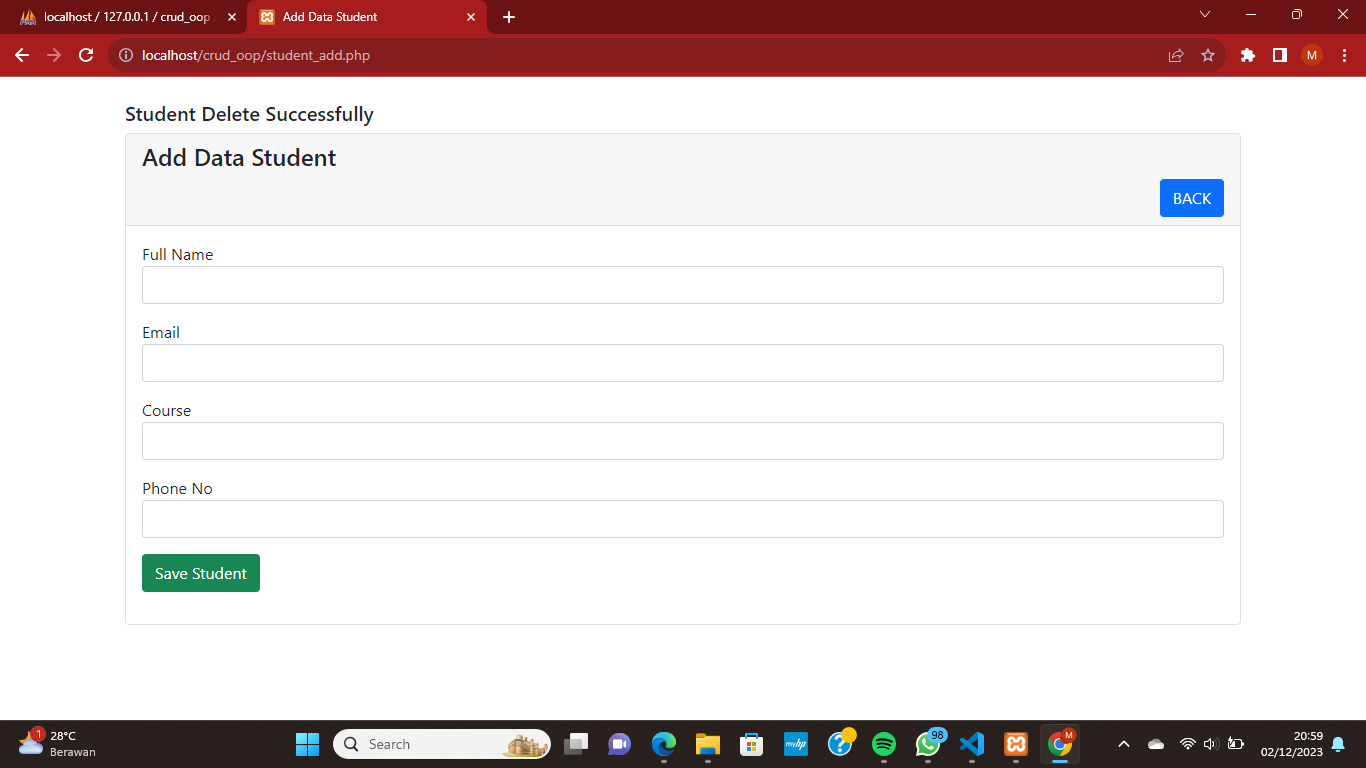 localhost / 127.0.0.1 / crud_oop
Add Data Student
localhost/crud_oop/student_add.php
M
Student Delete Successfully
Add Data Student
BACK
Full Name
Email
Course
Phone No
Save Student
1
28°C
Berawan
Search
myhp
98
M
20:59
02/12/2023